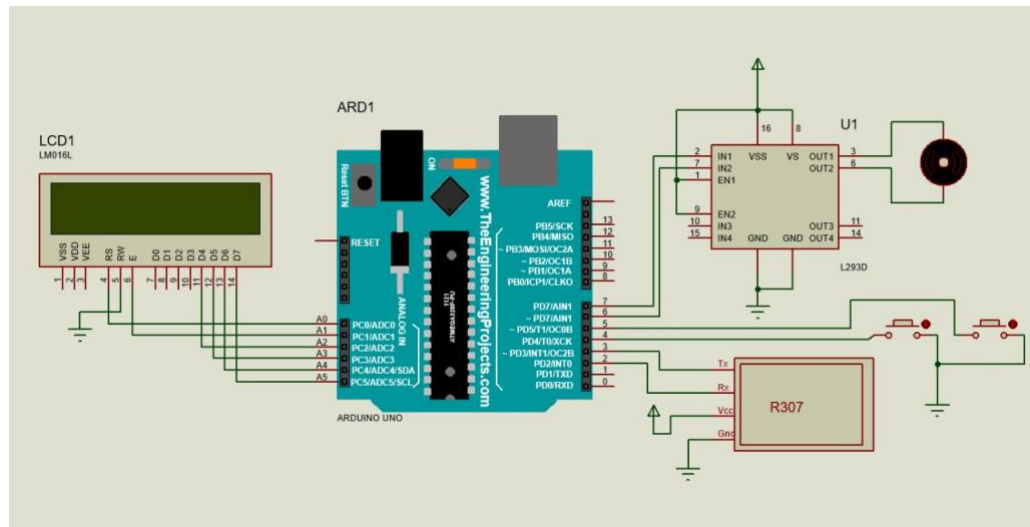 LCD1
LM016L
VSS
VDD
VEE
RS
RW
E
D0
D1
D2
D3
D4
D5
D6
D7
1
2
3
4
5
6
7
8
9
10
11
12
13
14
ARD1
Reset BTN
ON
www.TheEngineeringProjects.com
RESET
ANALOG IN
A0
A1
A2
A3
A4
A5
PC0/ADC0
PC1/ADC1
PC2/ADC2
PC3/ADC3
PC4/ADC4/SDA
PC5/ADC5/SCL
AREF
PB5/SCK 13
PB4/MISO 12
~ PB3/MOSI/OC2A 11
~ PB2/OC1B 10
~ PB1/OC1A 9
PB0/ICP1/CLKO 8
PD7/AIN1 7
~ PD7/AIN1 6
~ PD5/T1/OC0B 5
PD4/T0/XCK 4
~ PD3/INT1/OC2B 3
PD2/INT0 2
PD1/TXD 1
PD0/RXD 0
ARDUINO UNO
U1
16 8
2 IN1 VSS VS OUT1 3
7 IN2 OUT2 6
1 EN1
9 EN2
10 IN3 OUT3 11
15 IN4 GND GND OUT4 14
L293D
Tx
Rx
Vcc
Gnd
R307